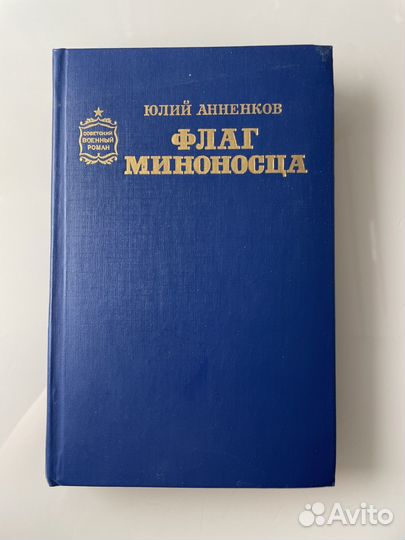 ЮЛИЙ АННЕНКОВ
ФЛАГ
МИНОНОСЦА
СОВЕТСКИЙ
ВОЕННЫЙ
РОМАН
Avito